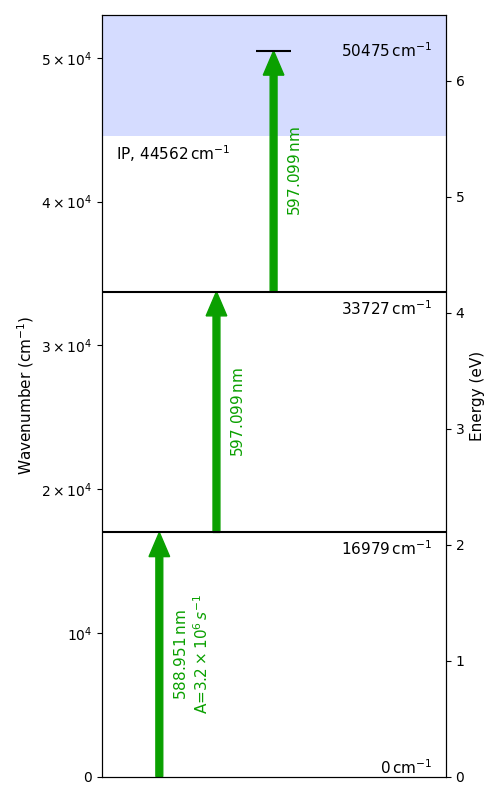 50475 cm⁻¹
IP, 44562 cm⁻¹
597.099 nm
33727 cm⁻¹
597.099 nm
16979 cm⁻¹
588.951 nm
A=3.2 × 10⁶ s⁻¹
0 cm⁻¹
Wavenumber (cm⁻¹)
5 × 10⁴
4 × 10⁴
3 × 10⁴
2 × 10⁴
10⁴
0
Energy (eV)
6
5
4
3
2
1
0